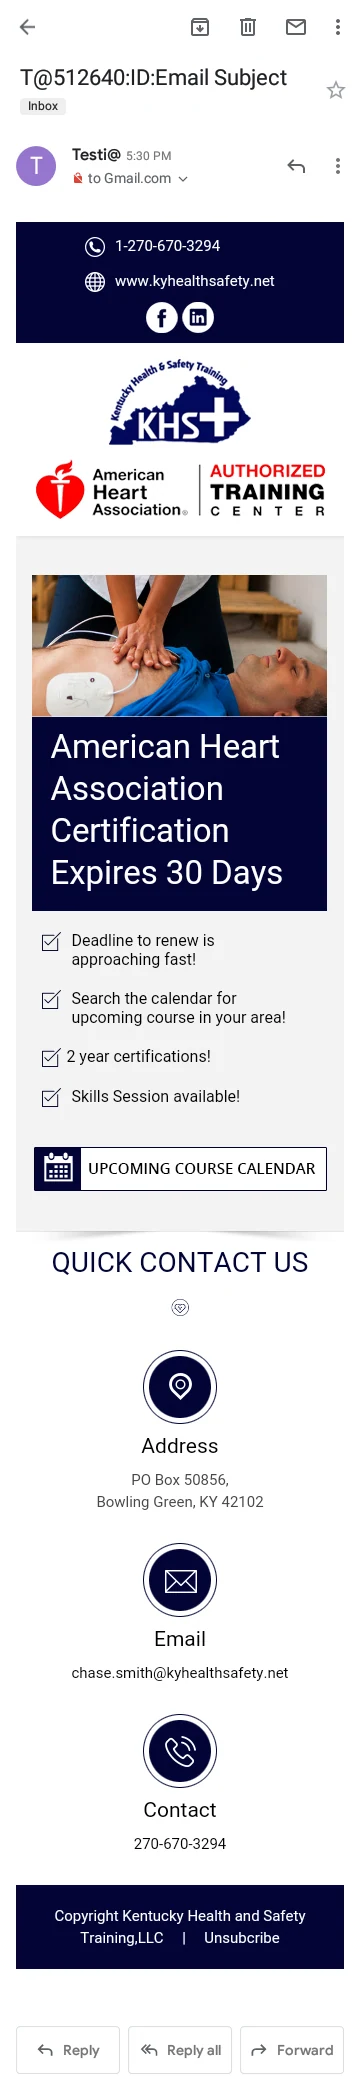 T@512640:ID:Email Subject
Inbox
T
Testi@ 5:30 PM
to Gmail.com
1-270-670-3294
www.kyhealthsafety.net
f in
Kentucky Health & Safety Training
KHS
American
Heart
Association®
AUTHORIZED
TRAINING
CENTER
American Heart
Association
Certification
Expires 30 Days
Deadline to renew is
approaching fast!
Search the calendar for
upcoming course in your area!
2 year certifications!
Skills Session available!
UPCOMING COURSE CALENDAR
QUICK CONTACT US
Address
PO Box 50856,
Bowling Green, KY 42102
Email
chase.smith@kyhealthsafety.net
Contact
270-670-3294
Copyright Kentucky Health and Safety
Training,LLC | Unsubcribe
Reply Reply all Forward